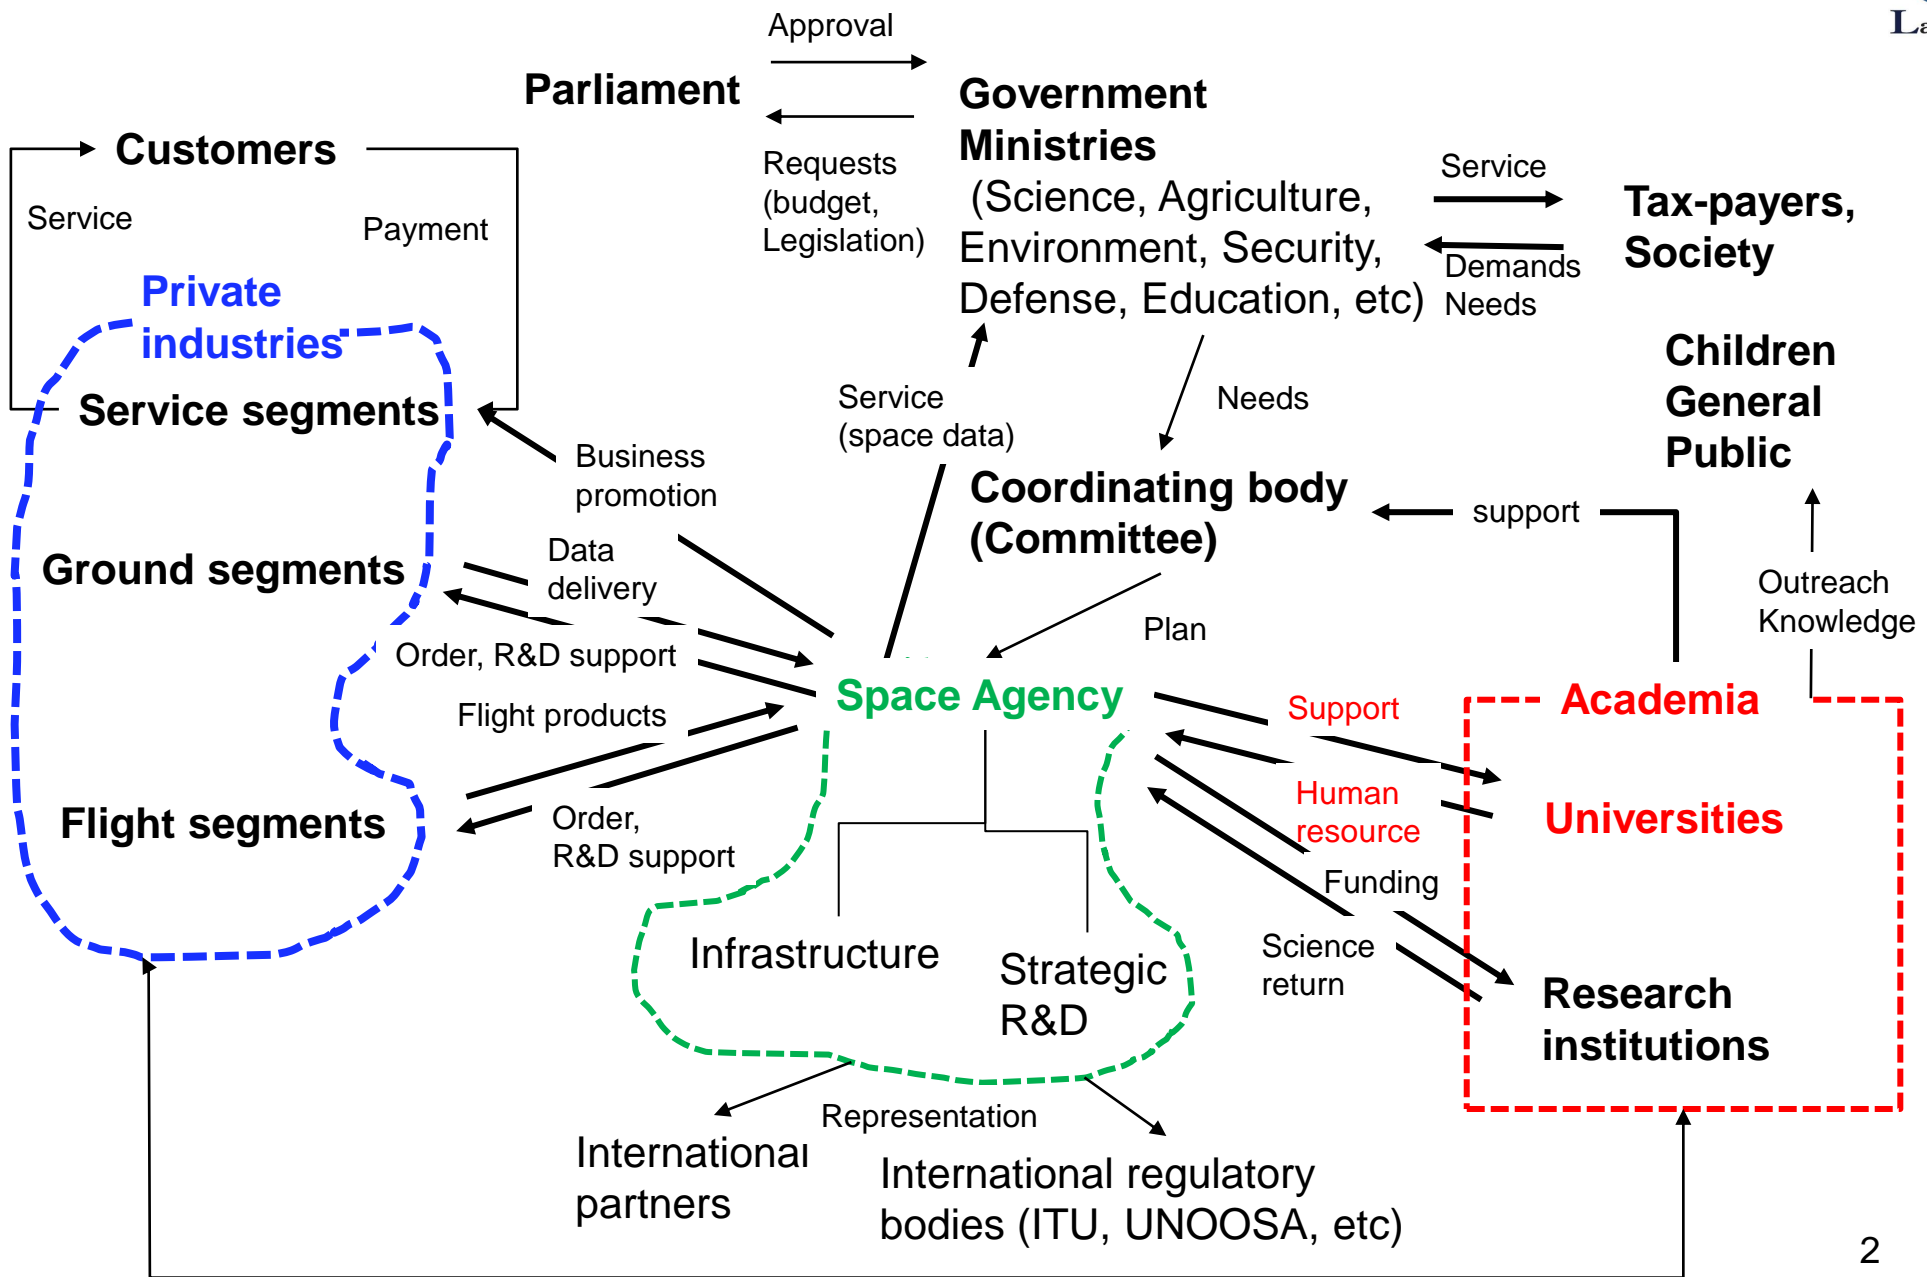 La
Approval
Parliament
Government
Ministries
(Science, Agriculture,
Environment, Security,
Defense, Education, etc)
Requests
(budget,
Legislation)
Customers
Service
Payment
Service
Tax-payers,
Society
Demands
Needs
Private
industries
Children
General
Public
Service segments
Service
(space data)
Needs
Business
promotion
Coordinating body
(Committee)
support
Ground segments
Data
delivery
Outreach
Knowledge
Plan
Order, R&D support
Space Agency
Support
Academia
Flight products
Human
resource
Universities
Flight segments
Order,
R&D support
Funding
Infrastructure
Strategic
R&D
Science
return
Research
institutions
Representation
International
partners
International regulatory
bodies (ITU, UNOOSA, etc)
2